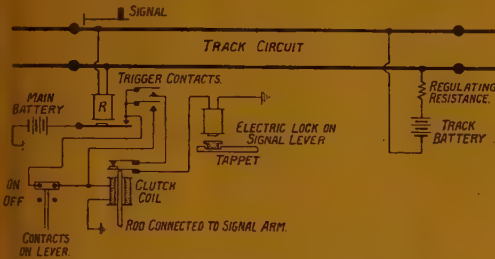 SIGNAL
TRACK CIRCUIT
TRIGGER CONTACTS.
MAIN
BATTERY
R
REGULATING
RESISTANCE.
ELECTRIC LOCK ON
SIGNAL LEVER
TRACK
BATTERY
TAPPET
ON
OFF
CLUTCH
COIL
ROD CONNECTED TO SIGNAL ARM.
CONTACTS
ON LEVER.